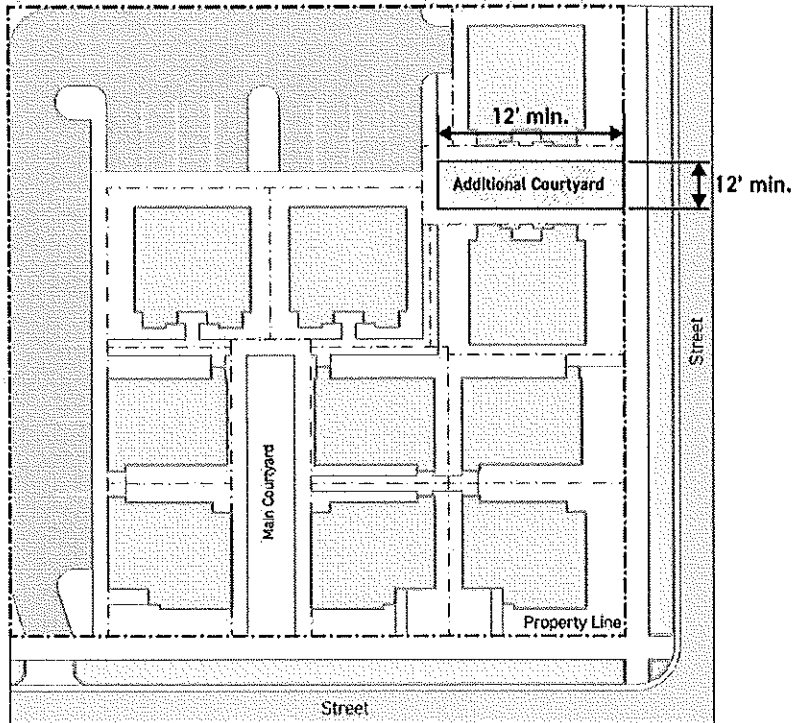 12' min.
Additional Courtyard
12' min.
Street
Main Courtyard
Property Line
Street